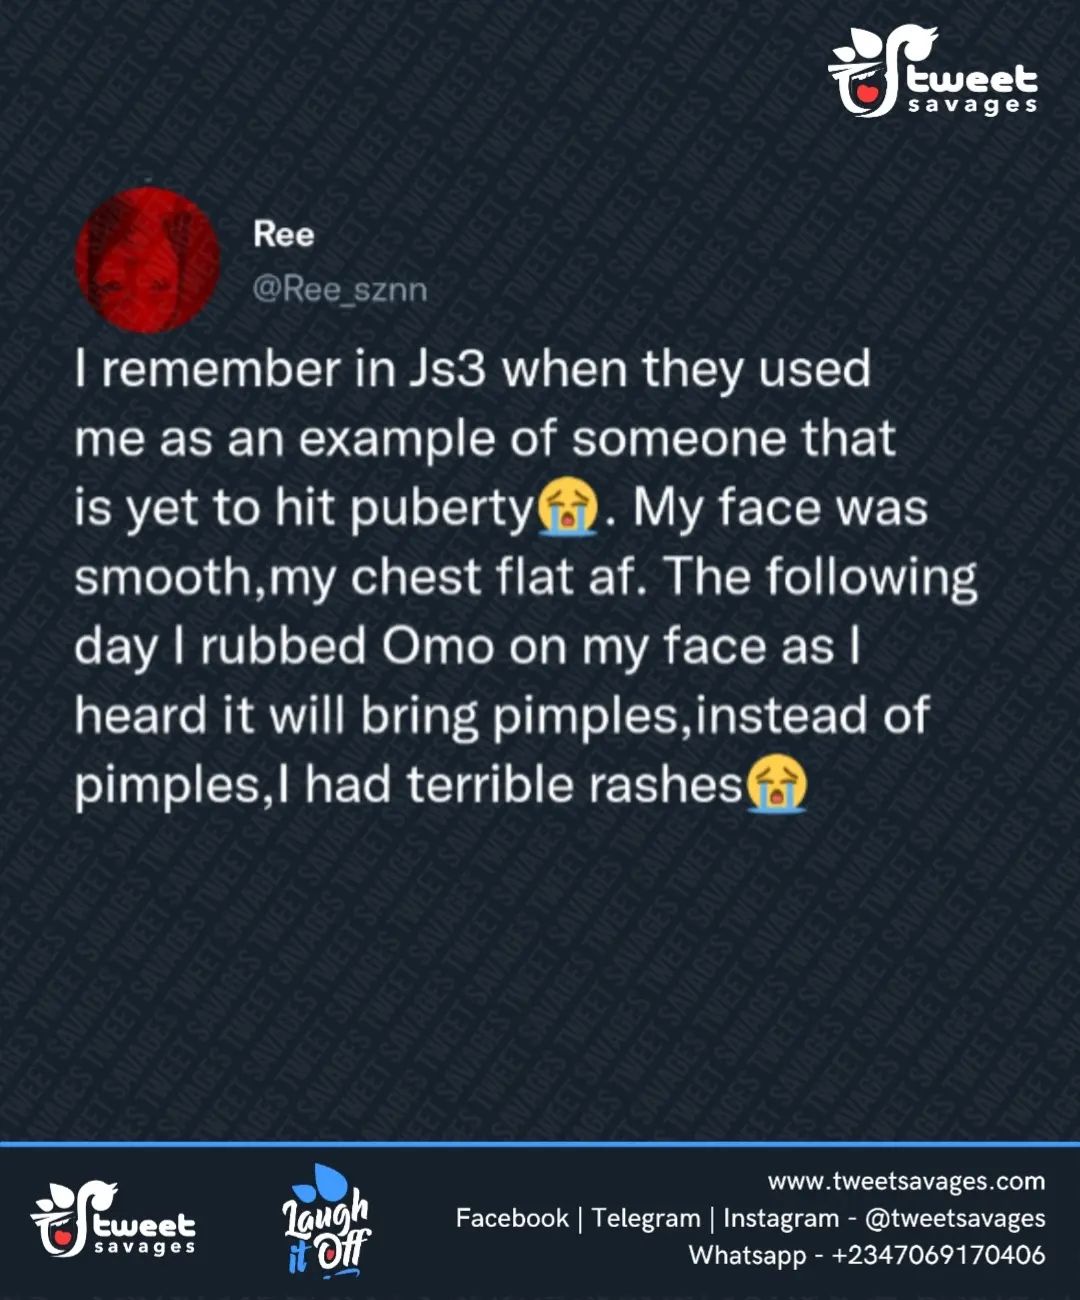 tweet
savages
Ree
@Ree_sznn
I remember in Js3 when they used
me as an example of someone that
is yet to hit puberty😭. My face was
smooth,my chest flat af. The following
day I rubbed Omo on my face as I
heard it will bring pimples,instead of
pimples,I had terrible rashes😭
tweet
savages
Laugh
it Off
www.tweetsavages.com
Facebook | Telegram | Instagram - @tweetsavages
Whatsapp - +2347069170406